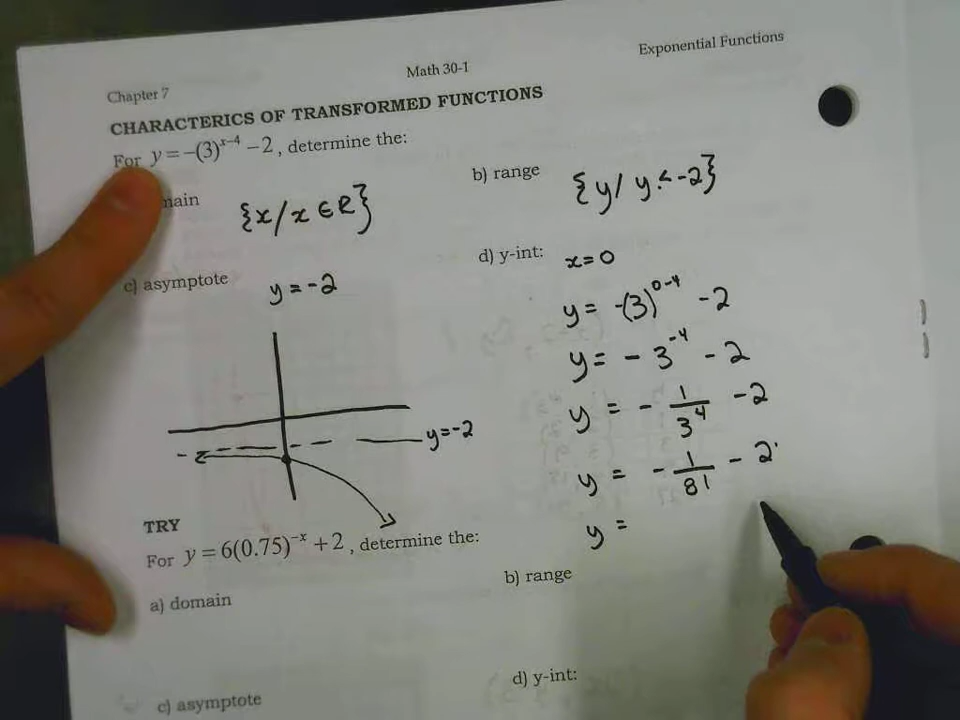 Chapter 7
Math 30-1
Exponential Functions
CHARACTERICS OF TRANSFORMED FUNCTIONS
For y = -(3)^{x-4} - 2, determine the:
main
{x/x ∈ R}
b) range
{y/ y < -2}
c) asymptote
y = -2
d) y-int:
x = 0
y = -(3)^{0-4} - 2
y = - 3^{-4} - 2
y = - 1/3^4 - 2
y = - 1/81 - 2
y =
y = -2
TRY
For y = 6(0.75)^{-x} + 2, determine the:
a) domain
b) range
c) asymptote
d) y-int: